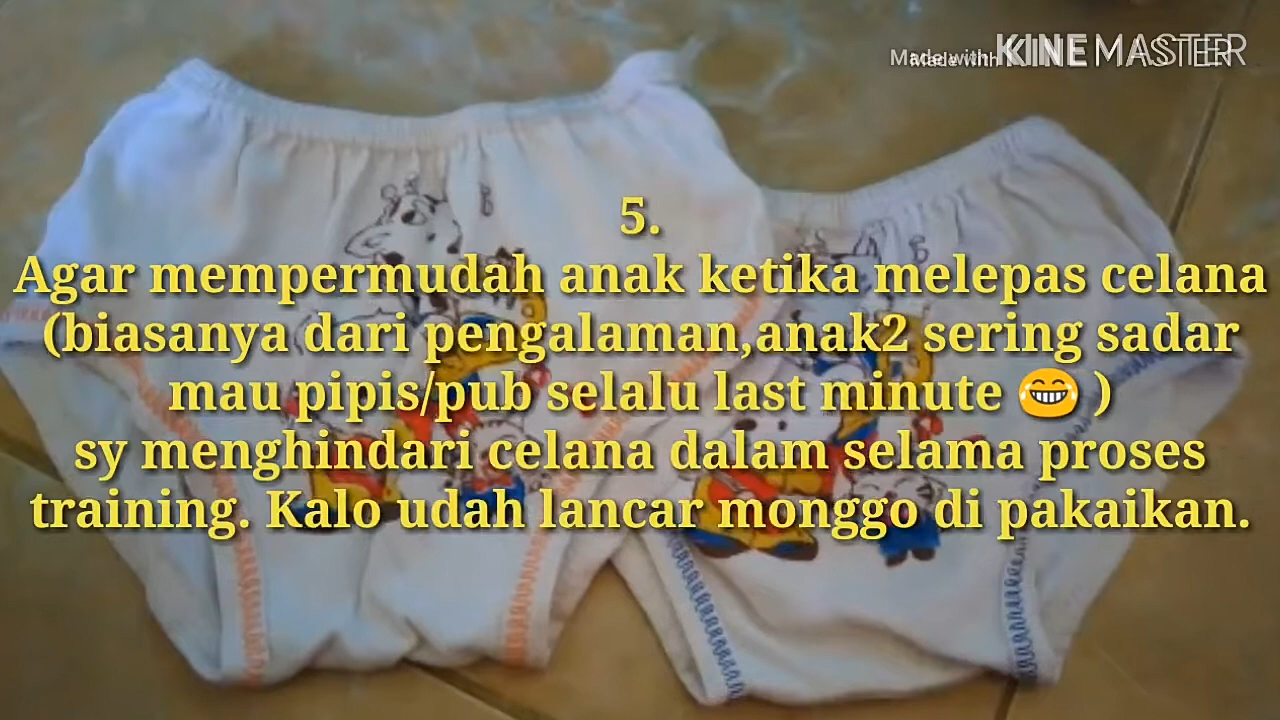 Made with KINEMASTER
5.
Agar mempermudah anak ketika melepas celana
(biasanya dari pengalaman,anak2 sering sadar
mau pipis/pub selalu last minute 😂 )
sy menghindari celana dalam selama proses
training. Kalo udah lancar monggo di pakaikan.